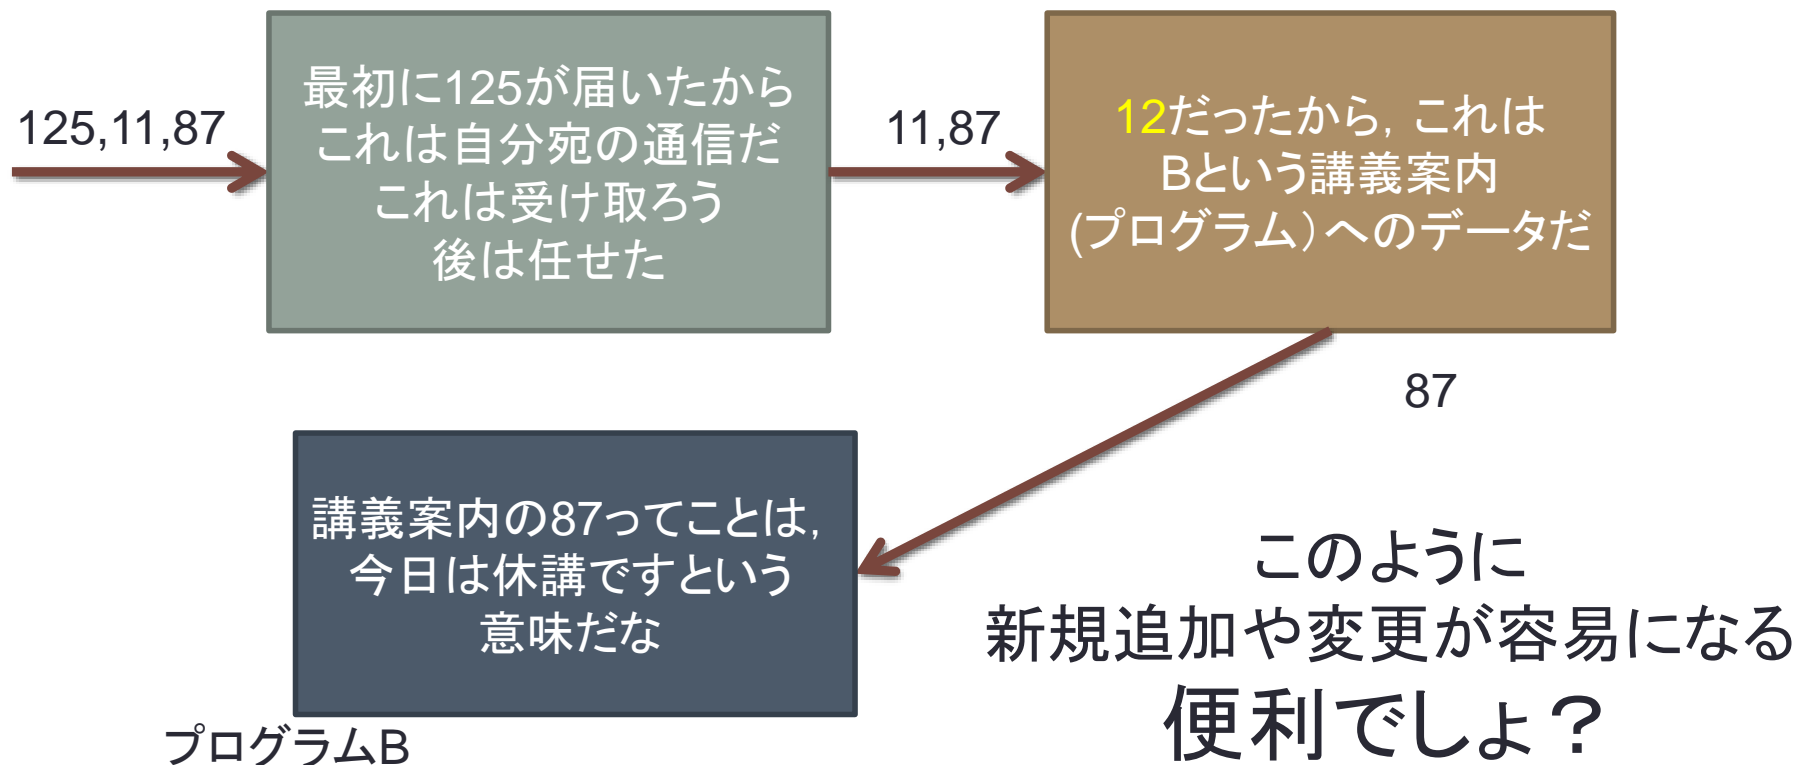 125,11,87
最初に125が届いたから
これは自分宛の通信だ
これは受け取ろう
後は任せた
11,87
12だったから, これは
Bという講義案内
(プログラム）へのデータだ
87
講義案内の87ってことは,
今日は休講ですという
意味だな
プログラムB
このように
新規追加や変更が容易になる
便利でしょ？